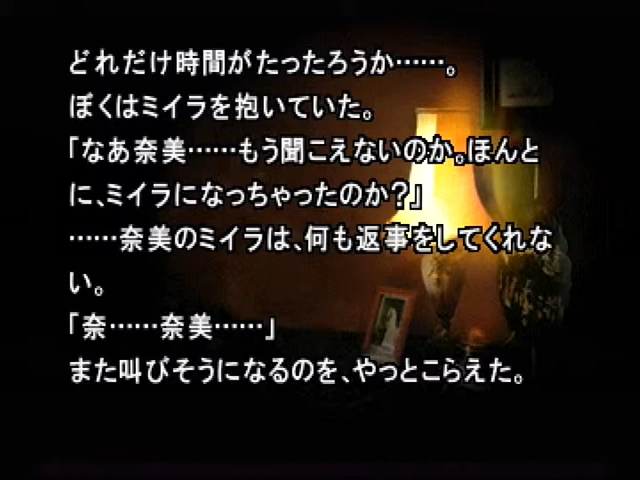 どれだけ時間がたったろうか……。
ぼくはミイラを抱いていた。
「なあ奈美……もう聞こえないのか。ほんと
に、ミイラになっちゃったのか？』
……奈美のミイラは、何も返事をしてくれな
い。
「奈……奈美……」
また叫びそうになるのを、やっとこらえた。